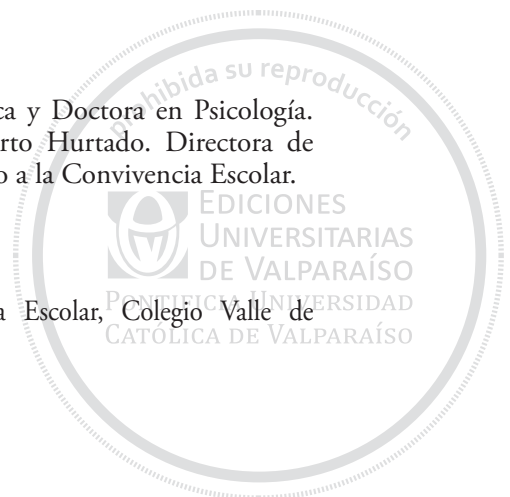 prohibida su reproducción
ca y Doctora en Psicología.
rto Hurtado. Directora de
o a la Convivencia Escolar.
EDICIONES
UNIVERSITARIAS
DE VALPARAÍSO
a Escolar, Colegio Valle de
PONTIFICIA UNIVERSIDAD
CATÓLICA DE VALPARAÍSO